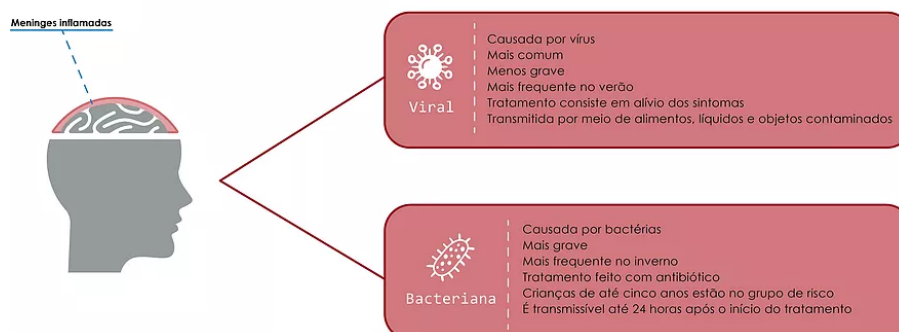 Meninges inflamadas
Viral
Causada por vírus
Mais comum
Menos grave
Mais frequente no verão
Tratamento consiste em alívio dos sintomas
Transmitida por meio de alimentos, líquidos e objetos contaminados
Bacteriana
Causada por bactérias
Mais grave
Mais frequente no inverno
Tratamento feito com antibiótico
Crianças de até cinco anos estão no grupo de risco
É transmissível até 24 horas após o início do tratamento